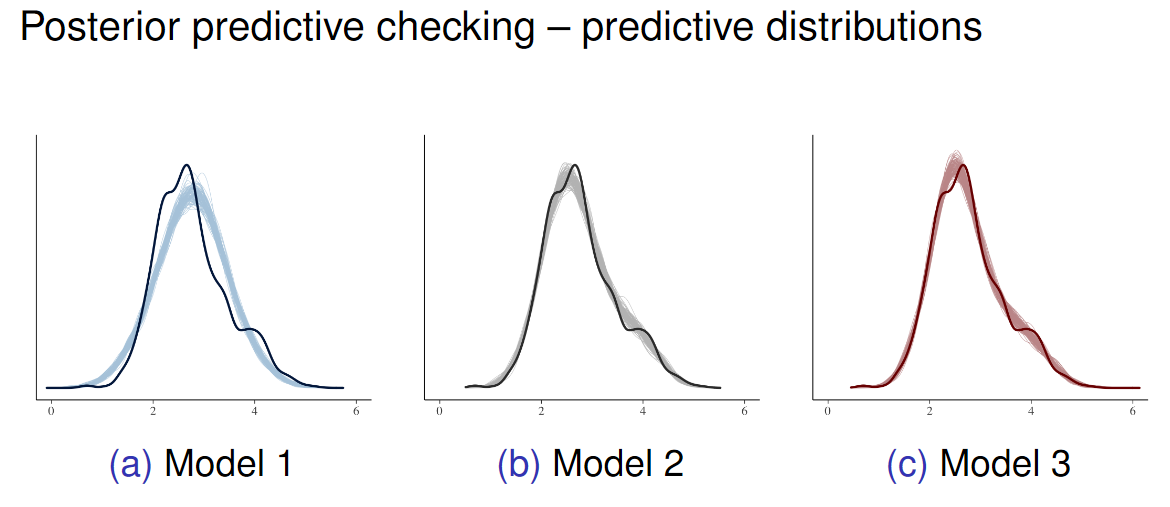 Posterior predictive checking – predictive distributions
0 2 4 6
0 2 4 6
0 2 4 6
(a) Model 1
(b) Model 2
(c) Model 3